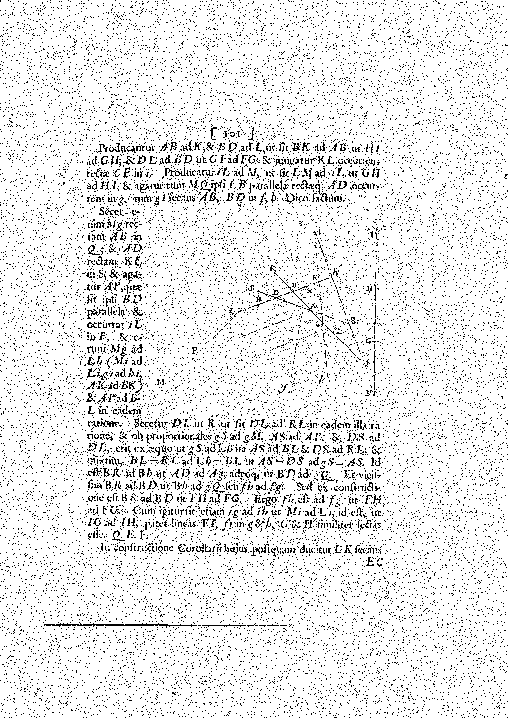 [ 101 ]
Producantur AB ad K, & BD ad L, ut sit BK ad AB ut HI
ad GH; & DL ad BD ut GI ad FG; & jungatur KL occurrens
rectæ CE in i. Producatur iL ad M, ut sit LM ad iL ut GH
ad HI, & agatur tum MQ ipsi LB parallela rectæq; AD occurrens
in g, tum gi secans AB, BD in f, h. Dico factum.
Secet
Mg rec-
tam AB in
Q, & AD
rectam KL
in S, & aga-
tur AP, quæ
sit ipsi BD
parallela &
occurrat iL
in P, & e-
runt Mg ad
Lh (Mi ad
Li, gi ad hi,
AK ad BK)
& AP ad B-
L in eadem
ratione. Secetur DL in R ut sit DL ad RL in eadem illa ra-
tione, & ob proportionales gS ad gM, AS ad AP, & DS ad
DL, erit ex æquo ut gS ad Lh ita AS ad BL & DS ad RL; &
BL - RL ad Lh - BL ut AS - DS ad gS - AS. Id
est BR ad Bh ut AD ad Ag, adeoq; ut BD ad gQ. Et vicis-
sim BR ad BD ut Bh ad gQ seu fh ad fg. Sed ex constructi-
one est BR ad BD ut FH ad FG. Ergo fh est ad fg ut FH
ad FG. Cum igitur sit etiam ig ad ih ut Mi ad Li, id est, ut
IG ad IH, patet lineas FI, fi in g & h, G & H similiter sectas
esse. Q. E. F.
In constructione Corollarii hujus postquam ducitur LK secans
EC